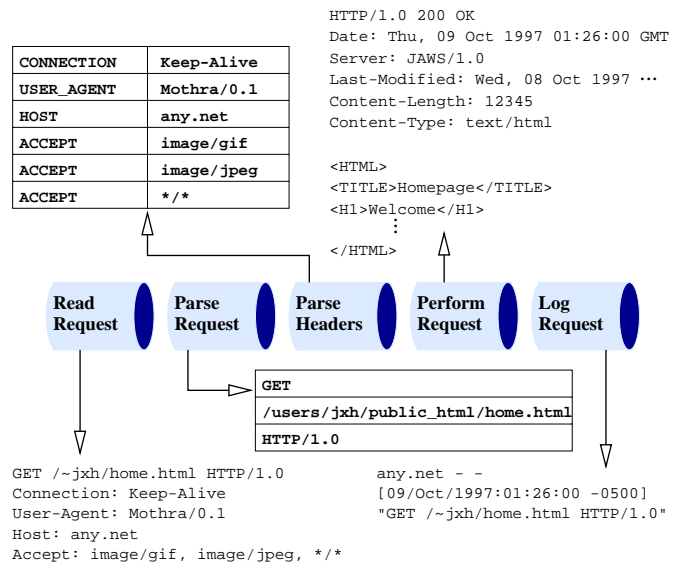 HTTP/1.0 200 OK
Date: Thu, 09 Oct 1997 01:26:00 GMT
Server: JAWS/1.0
Last-Modified: Wed, 08 Oct 1997 ...
Content-Length: 12345
Content-Type: text/html
<HTML>
<TITLE>Homepage</TITLE>
<H1>Welcome</H1>
⋮
</HTML>
CONNECTION Keep-Alive
USER_AGENT Mothra/0.1
HOST any.net
ACCEPT image/gif
ACCEPT image/jpeg
ACCEPT */*
Read
Request
Parse
Request
Parse
Headers
Perform
Request
Log
Request
GET
/users/jxh/public_html/home.html
HTTP/1.0
GET /~jxh/home.html HTTP/1.0
Connection: Keep-Alive
User-Agent: Mothra/0.1
Host: any.net
Accept: image/gif, image/jpeg, */*
any.net - -
[09/Oct/1997:01:26:00 -0500]
"GET /~jxh/home.html HTTP/1.0"